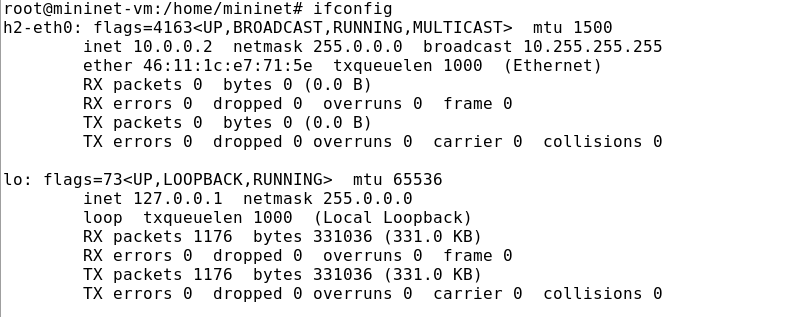 root@mininet-vm:/home/mininet# ifconfig
h2-eth0: flags=4163<UP,BROADCAST,RUNNING,MULTICAST>  mtu 1500
        inet 10.0.0.2  netmask 255.0.0.0  broadcast 10.255.255.255
        ether 46:11:1c:e7:71:5e  txqueuelen 1000  (Ethernet)
        RX packets 0  bytes 0 (0.0 B)
        RX errors 0  dropped 0  overruns 0  frame 0
        TX packets 0  bytes 0 (0.0 B)
        TX errors 0  dropped 0 overruns 0  carrier 0  collisions 0

lo: flags=73<UP,LOOPBACK,RUNNING>  mtu 65536
        inet 127.0.0.1  netmask 255.0.0.0
        loop  txqueuelen 1000  (Local Loopback)
        RX packets 1176  bytes 331036 (331.0 KB)
        RX errors 0  dropped 0  overruns 0  frame 0
        TX packets 1176  bytes 331036 (331.0 KB)
        TX errors 0  dropped 0 overruns 0  carrier 0  collisions 0